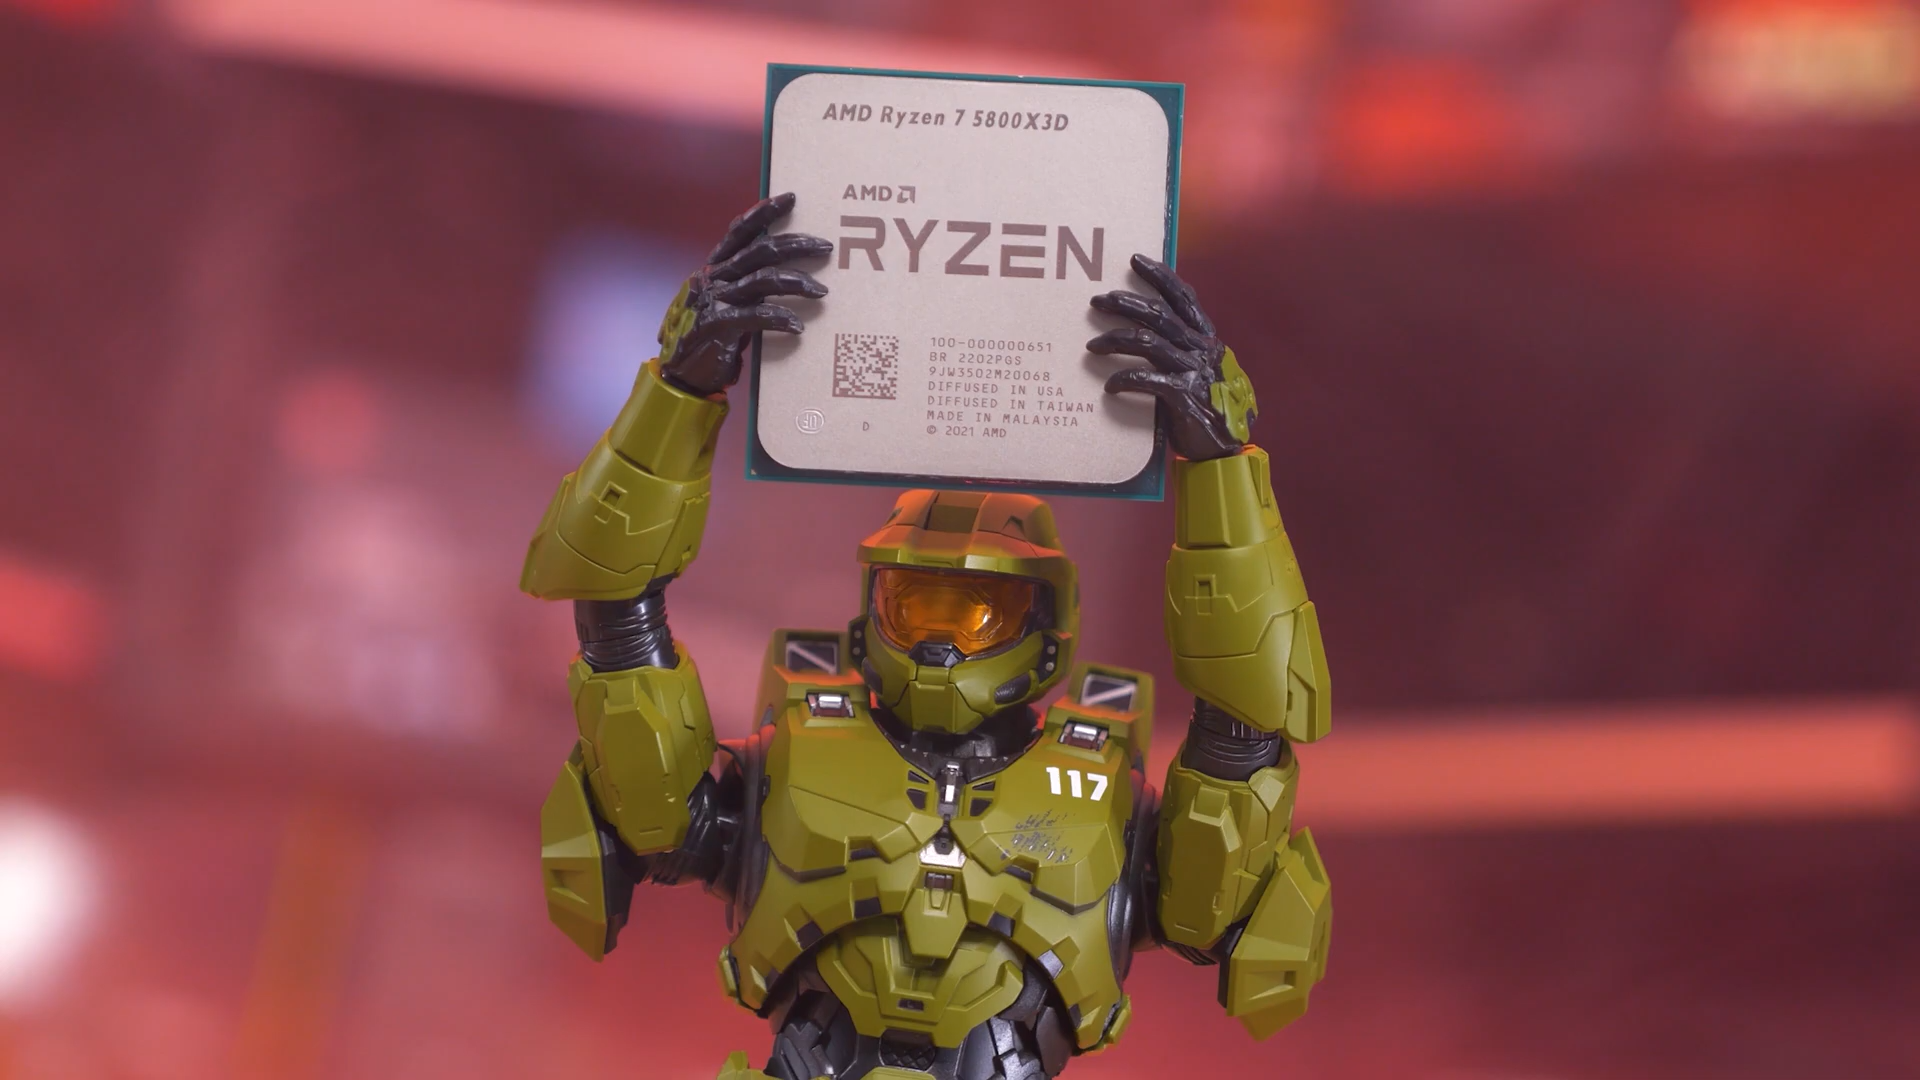 AMD Ryzen 7 5800X3D
AMD
RYZEN
100-000000651
BR 2202PGS
9JW3502M20068
DIFFUSED IN USA
DIFFUSED IN TAIWAN
MADE IN MALAYSIA
© 2021 AMD
D
117